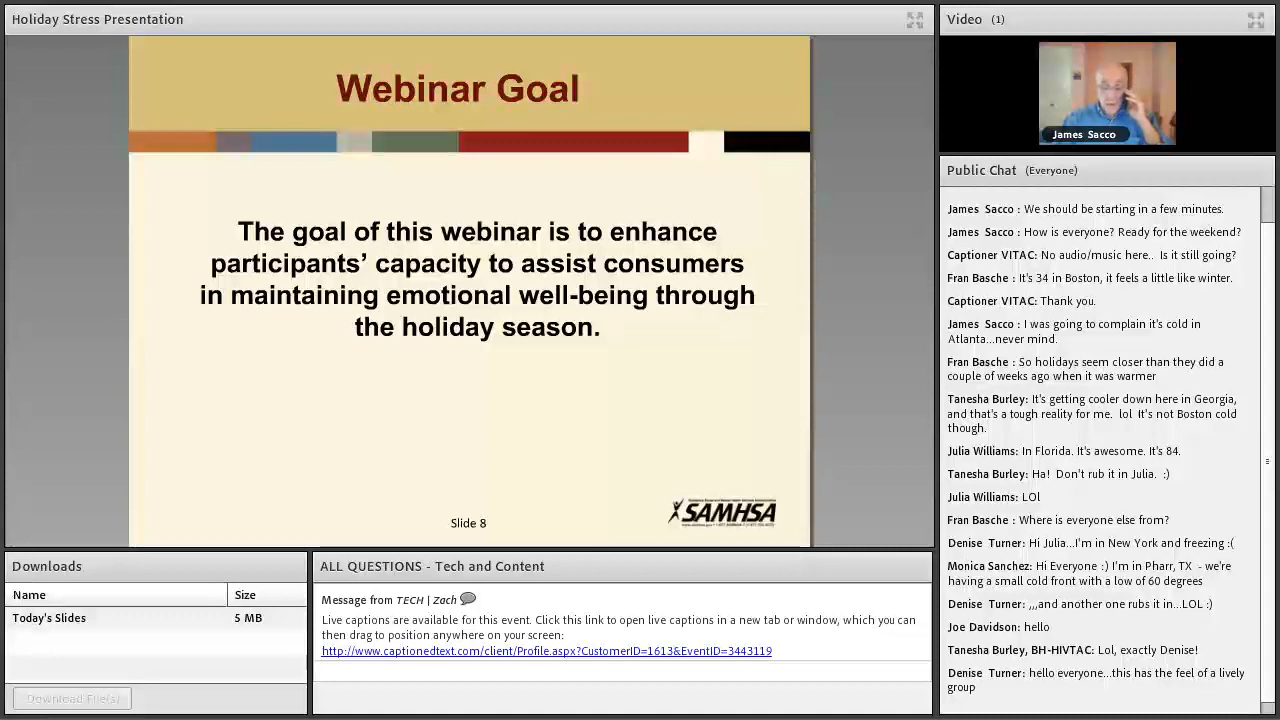 Holiday Stress Presentation
Webinar Goal
The goal of this webinar is to enhance
participants’ capacity to assist consumers
in maintaining emotional well-being through
the holiday season.
Slide 8
SAMHSA
Video (1)
James Sacco
Public Chat (Everyone)
James Sacco : We should be starting in a few minutes.
James Sacco : How is everyone? Ready for the weekend?
Captioner VITAC: No audio/music here.. Is it still going?
Fran Basche : It's 34 in Boston, it feels a little like winter.
Captioner VITAC: Thank you.
James Sacco : I was going to complain it's cold in
Atlanta...never mind.
Fran Basche : So holidays seem closer than they did a
couple of weeks ago when it was warmer
Tanesha Burley: It's getting cooler down here in Georgia,
and that's a tough reality for me. lol It's not Boston cold
though.
Julia Williams: In Florida. It's awesome. It's 84.
Tanesha Burley: Ha! Don't rub it in Julia. :)
Julia Williams: LOl
Fran Basche : Where is everyone else from?
Denise Turner: Hi Julia...I'm in New York and freezing :(
Monica Sanchez: Hi Everyone :) I'm in Pharr, TX - we're
having a small cold front with a low of 60 degrees
Denise Turner: ,,,and another one rubs it in...LOL :)
Joe Davidson: hello
Tanesha Burley, BH-HIVTAC: Lol, exactly Denise!
Denise Turner: hello everyone...this has the feel of a lively
group
Downloads
Name Size
Today's Slides 5 MB
Download File(s)
ALL QUESTIONS - Tech and Content
Message from TECH | Zach
Live captions are available for this event. Click this link to open live captions in a new tab or window, which you can
then drag to position anywhere on your screen:
http://www.captionedtext.com/client/Profile.aspx?CustomerID=1613&EventID=3443119